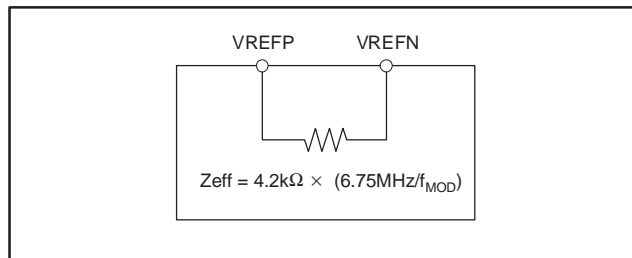 VREFP VREFN
Zeff = 4.2kΩ × (6.75MHz/fMOD)